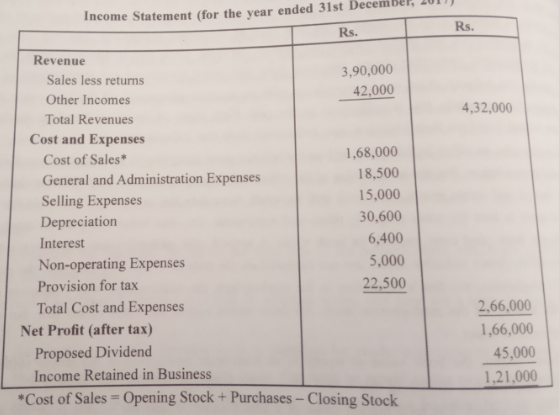 Income Statement (for the year ended 31st December, 2017)
Rs. Rs.
Revenue
Sales less returns 3,90,000
Other Incomes 42,000
Total Revenues 4,32,000
Cost and Expenses
Cost of Sales* 1,68,000
General and Administration Expenses 18,500
Selling Expenses 15,000
Depreciation 30,600
Interest 6,400
Non-operating Expenses 5,000
Provision for tax 22,500
Total Cost and Expenses 2,66,000
Net Profit (after tax) 1,66,000
Proposed Dividend 45,000
Income Retained in Business 1,21,000
*Cost of Sales = Opening Stock + Purchases – Closing Stock